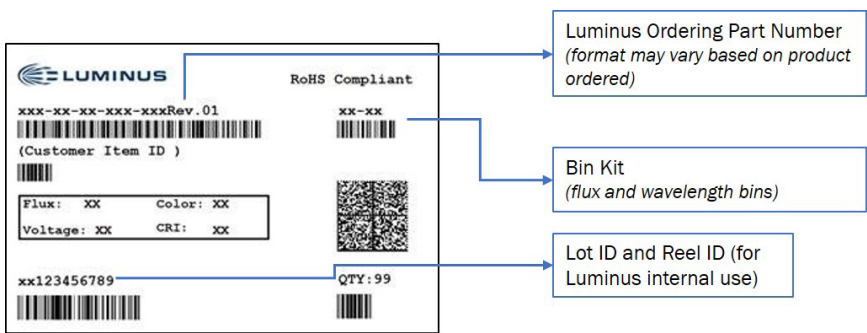 LUMINUS
RoHS Compliant
xxx-xx-xx-xxx-xxxRev.01
xx-xx
(Customer Item ID )
Flux: XX Color: XX
Voltage: XX CRI: XX
xx123456789
QTY:99
Luminus Ordering Part Number
(format may vary based on product
ordered)
Bin Kit
(flux and wavelength bins)
Lot ID and Reel ID (for
Luminus internal use)